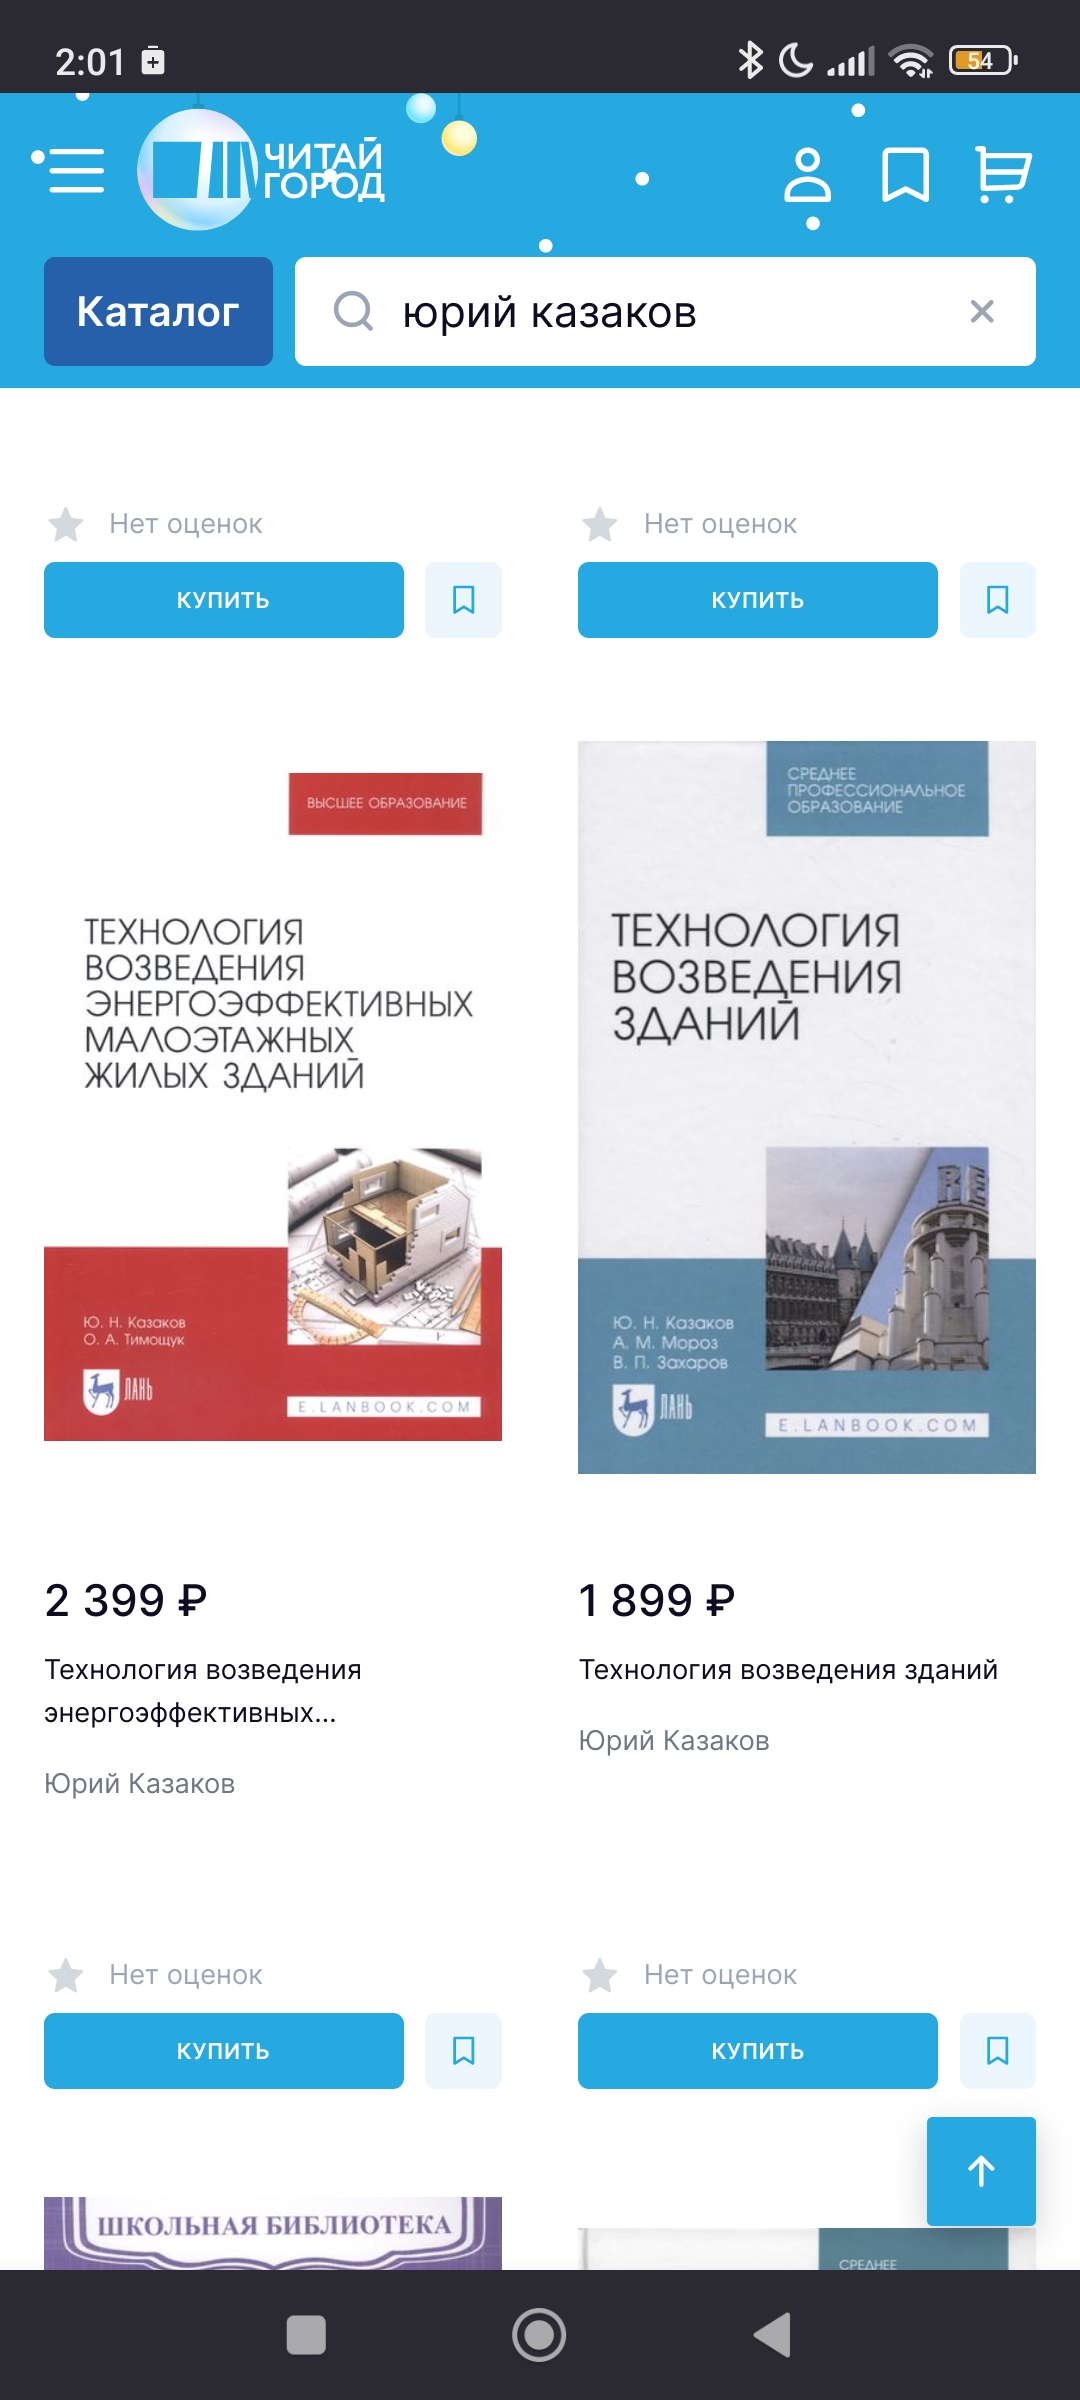 2:01
54
ЧИТАЙ
ГОРОД
Каталог
юрий казаков
Нет оценок
Нет оценок
КУПИТЬ
КУПИТЬ
ВЫСШЕЕ ОБРАЗОВАНИЕ
ТЕХНОЛОГИЯ
ВОЗВЕДЕНИЯ
ЭНЕРГОЭФФЕКТИВНЫХ
МАЛОЭТАЖНЫХ
ЖИЛЫХ ЗДАНИЙ
Ю. Н. Казаков
О. А. Тимощук
ЛАНЬ
E.LANBOOK.COM
СРЕДНЕЕ
ПРОФЕССИОНАЛЬНОЕ
ОБРАЗОВАНИЕ
ТЕХНОЛОГИЯ
ВОЗВЕДЕНИЯ
ЗДАНИЙ
RE
Ю. Н. Казаков
А. М. Мороз
В. П. Захаров
ЛАНЬ
E.LANBOOK.COM
2 399 ₽
Технология возведения
энергоэффективных...
Юрий Казаков
1 899 ₽
Технология возведения зданий
Юрий Казаков
Нет оценок
Нет оценок
КУПИТЬ
КУПИТЬ
ШКОЛЬНАЯ БИБЛИОТЕКА
СРЕДНЕЕ